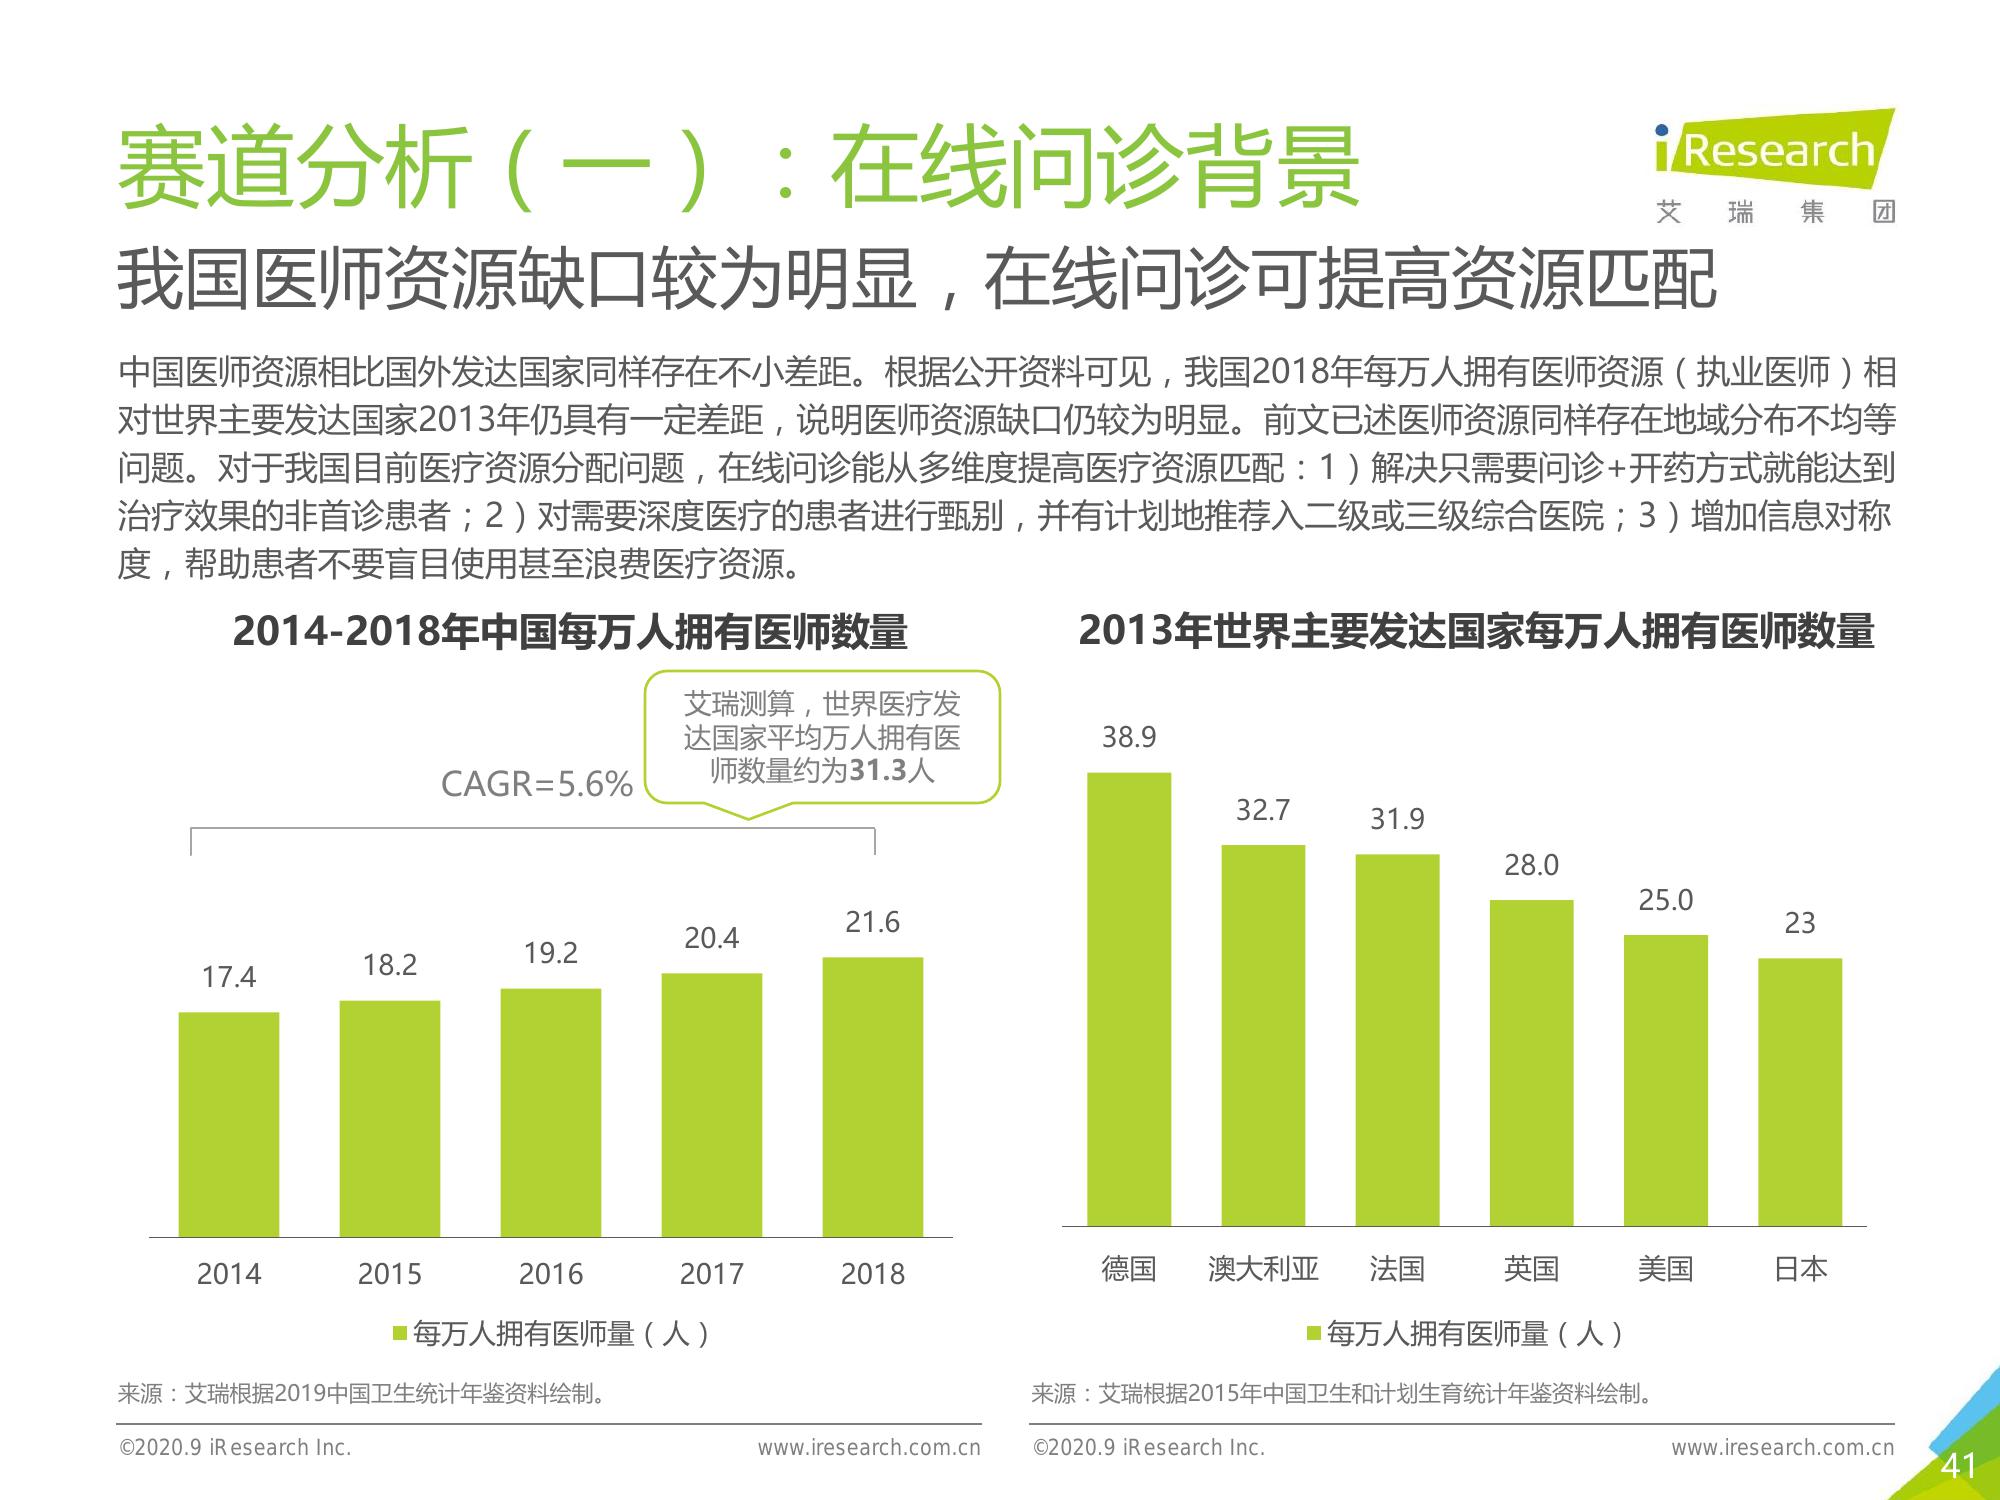 赛道分析（一）：在线问诊背景
iResearch
艾瑞集团
我国医师资源缺口较为明显，在线问诊可提高资源匹配
中国医师资源相比国外发达国家同样存在不小差距。根据公开资料可见，我国2018年每万人拥有医师资源（执业医师）相
对世界主要发达国家2013年仍具有一定差距，说明医师资源缺口仍较为明显。前文已述医师资源同样存在地域分布不均等
问题。对于我国目前医疗资源分配问题，在线问诊能从多维度提高医疗资源匹配：1）解决只需要问诊+开药方式就能达到
治疗效果的非首诊患者；2）对需要深度医疗的患者进行甄别，并有计划地推荐入二级或三级综合医院；3）增加信息对称
度，帮助患者不要盲目使用甚至浪费医疗资源。
2014-2018年中国每万人拥有医师数量
艾瑞测算，世界医疗发
达国家平均万人拥有医
师数量约为31.3人
CAGR=5.6%
17.4
18.2
19.2
20.4
21.6
2014
2015
2016
2017
2018
每万人拥有医师量（人）
来源：艾瑞根据2019中国卫生统计年鉴资料绘制。
©2020.9 iResearch Inc.
www.iresearch.com.cn
2013年世界主要发达国家每万人拥有医师数量
38.9
32.7
31.9
28.0
25.0
23
德国
澳大利亚
法国
英国
美国
日本
每万人拥有医师量（人）
来源：艾瑞根据2015年中国卫生和计划生育统计年鉴资料绘制。
©2020.9 iResearch Inc.
www.iresearch.com.cn
41